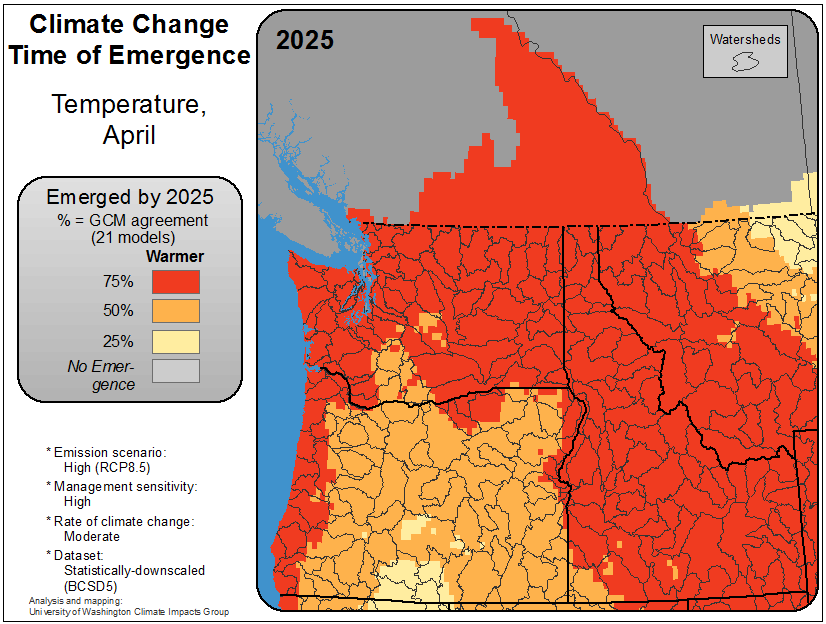 Climate Change
Time of Emergence
Temperature,
April
Emerged by 2025
% = GCM agreement
(21 models)
Warmer
75%
50%
25%
No Emer-
gence
* Emission scenario:
High (RCP8.5)
* Management sensitivity:
High
* Rate of climate change:
Moderate
* Dataset:
Statistically-downscaled
(BCSD5)
Analysis and mapping:
University of Washington Climate Impacts Group
2025
Watersheds